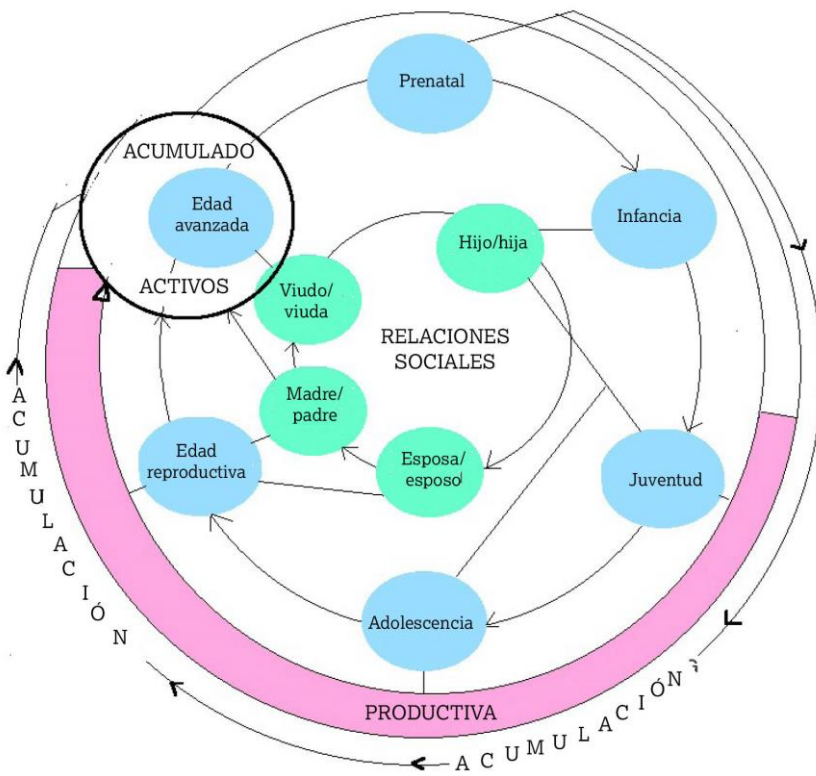 Prenatal
ACUMULADO
Edad
avanzada
ACTIVOS
Infancia
Hijo/hija
Viudo/
viuda
RELACIONES
SOCIALES
Madre/
padre
Esposa/
esposo
Edad
reproductiva
Juventud
Adolescencia
PRODUCTIVA
ACUMULACIÓN
ACUMULACIÓN